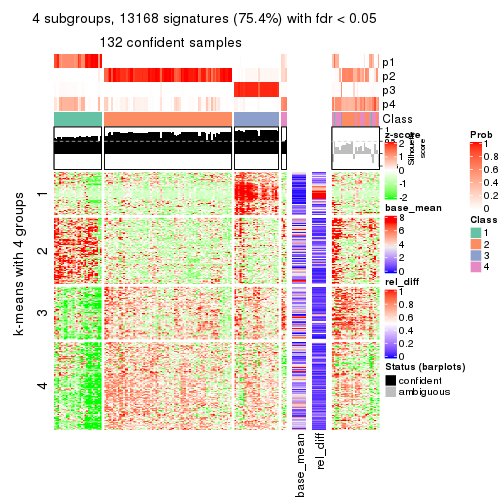 4 subgroups, 13168 signatures (75.4%) with fdr < 0.05
132 confident samples
p1
p2
p3
p4
Class
Silhouette
score
1
2
3
4
k-means with 4 groups
base_mean
rel_diff
z-score
2
1
0
-1
-2
base_mean
8
6
4
2
0
rel_diff
1
0.8
0.6
0.4
0.2
0
Status (barplots)
confident
ambiguous
Prob
1
0.8
0.6
0.4
0.2
0
Class
1
2
3
4